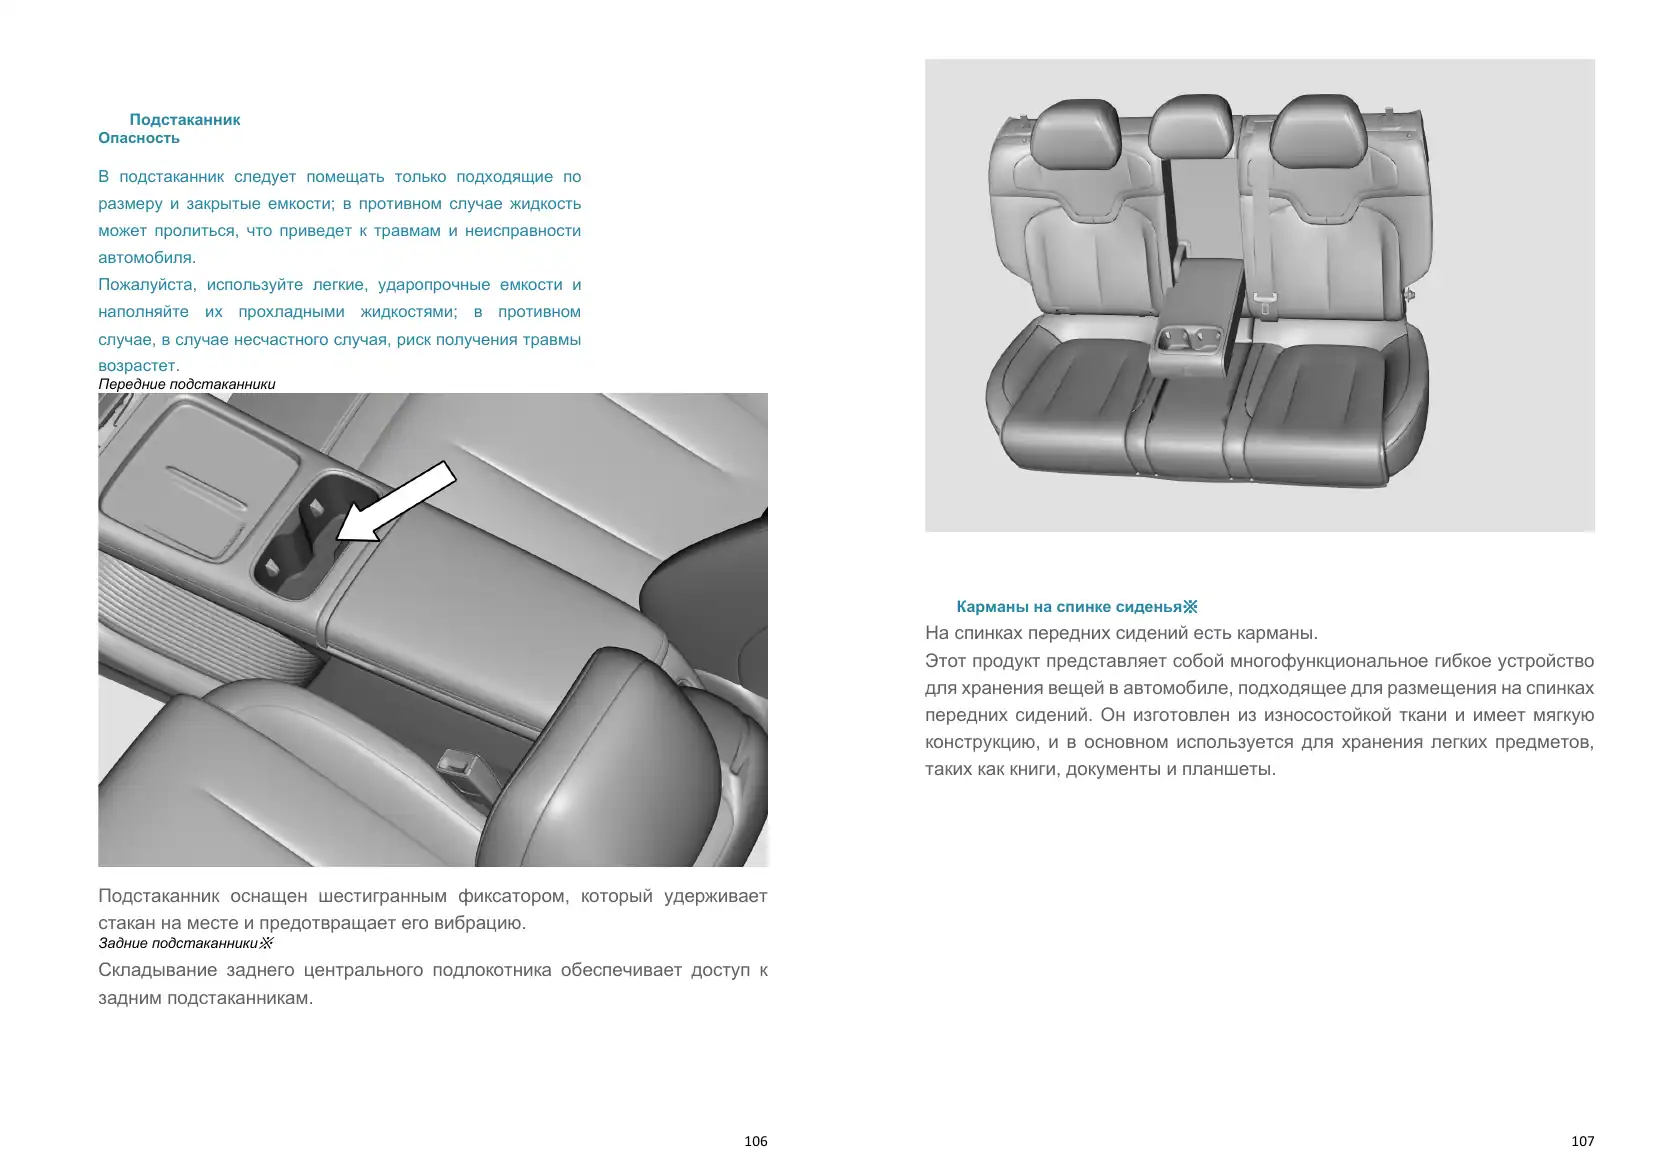 Подстаканник
Опасность
В подстаканник следует помещать только подходящие по
размеру и закрытые емкости; в противном случае жидкость
может пролиться, что приведет к травмам и неисправности
автомобиля.
Пожалуйста, используйте легкие, ударопрочные емкости и
наполняйте их прохладными жидкостями; в противном
случае, в случае несчастного случая, риск получения травмы
возрастет.
Передние подстаканники
Подстаканник оснащен шестигранным фиксатором, который удерживает
стакан на месте и предотвращает его вибрацию.
Задние подстаканники※
Складывание заднего центрального подлокотника обеспечивает доступ к
задним подстаканникам.
106
Карманы на спинке сиденья※
На спинках передних сидений есть карманы.
Этот продукт представляет собой многофункциональное гибкое устройство
для хранения вещей в автомобиле, подходящее для размещения на спинках
передних сидений. Он изготовлен из износостойкой ткани и имеет мягкую
конструкцию, и в основном используется для хранения легких предметов,
таких как книги, документы и планшеты.
107